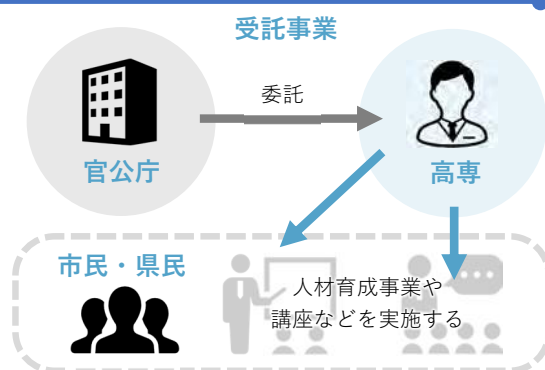 受託事業
委託
官公庁
高専
市民・県民
人材育成事業や
講座などを実施する